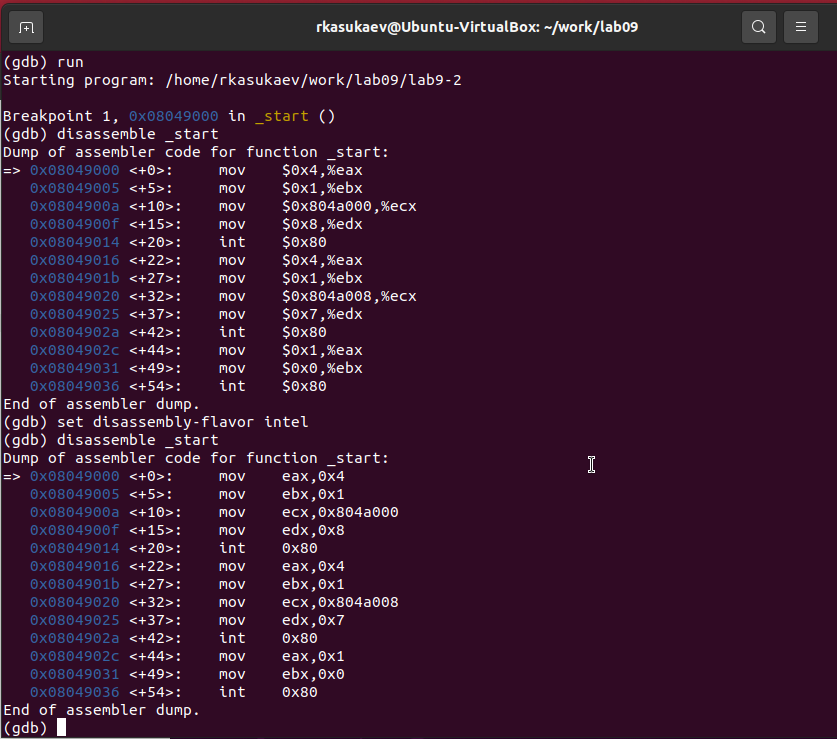 rkasukaev@Ubuntu-VirtualBox: ~/work/lab09
(gdb) run
Starting program: /home/rkasukaev/work/lab09/lab9-2
Breakpoint 1, 0x08049000 in _start ()
(gdb) disassemble _start
Dump of assembler code for function _start:
=> 0x08049000 <+0>:     mov    $0x4,%eax
   0x08049005 <+5>:     mov    $0x1,%ebx
   0x0804900a <+10>:    mov    $0x804a000,%ecx
   0x0804900f <+15>:    mov    $0x8,%edx
   0x08049014 <+20>:    int    $0x80
   0x08049016 <+22>:    mov    $0x4,%eax
   0x0804901b <+27>:    mov    $0x1,%ebx
   0x08049020 <+32>:    mov    $0x804a008,%ecx
   0x08049025 <+37>:    mov    $0x7,%edx
   0x0804902a <+42>:    int    $0x80
   0x0804902c <+44>:    mov    $0x1,%eax
   0x08049031 <+49>:    mov    $0x0,%ebx
   0x08049036 <+54>:    int    $0x80
End of assembler dump.
(gdb) set disassembly-flavor intel
(gdb) disassemble _start
Dump of assembler code for function _start:
=> 0x08049000 <+0>:     mov    eax,0x4
   0x08049005 <+5>:     mov    ebx,0x1
   0x0804900a <+10>:    mov    ecx,0x804a000
   0x0804900f <+15>:    mov    edx,0x8
   0x08049014 <+20>:    int    0x80
   0x08049016 <+22>:    mov    eax,0x4
   0x0804901b <+27>:    mov    ebx,0x1
   0x08049020 <+32>:    mov    ecx,0x804a008
   0x08049025 <+37>:    mov    edx,0x7
   0x0804902a <+42>:    int    0x80
   0x0804902c <+44>:    mov    eax,0x1
   0x08049031 <+49>:    mov    ebx,0x0
   0x08049036 <+54>:    int    0x80
End of assembler dump.
(gdb)